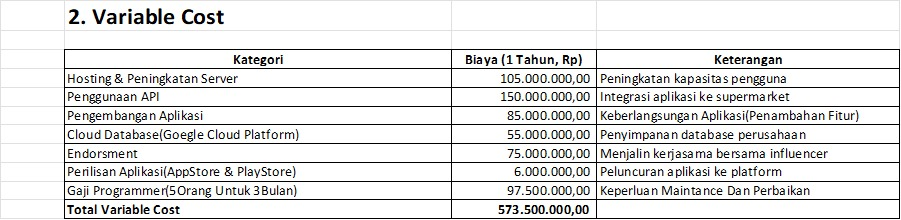 2. Variable Cost
Kategori Biaya (1 Tahun, Rp) Keterangan
Hosting & Peningkatan Server 105.000.000,00 Peningkatan kapasitas pengguna
Penggunaan API 150.000.000,00 Integrasi aplikasi ke supermarket
Pengembangan Aplikasi 85.000.000,00 Keberlangsungan Aplikasi(Penambahan Fitur)
Cloud Database(Goegle Cloud Platform) 55.000.000,00 Penyimpanan database perusahaan
Endorsment 75.000.000,00 Menjalin kerjasama bersama influencer
Perilisan Aplikasi(AppStore & PlayStore) 6.000.000,00 Peluncuran aplikasi ke platform
Gaji Programmer(5Orang Untuk 3Bulan) 97.500.000,00 Keperluan Maintance Dan Perbaikan
Total Variable Cost 573.500.000,00